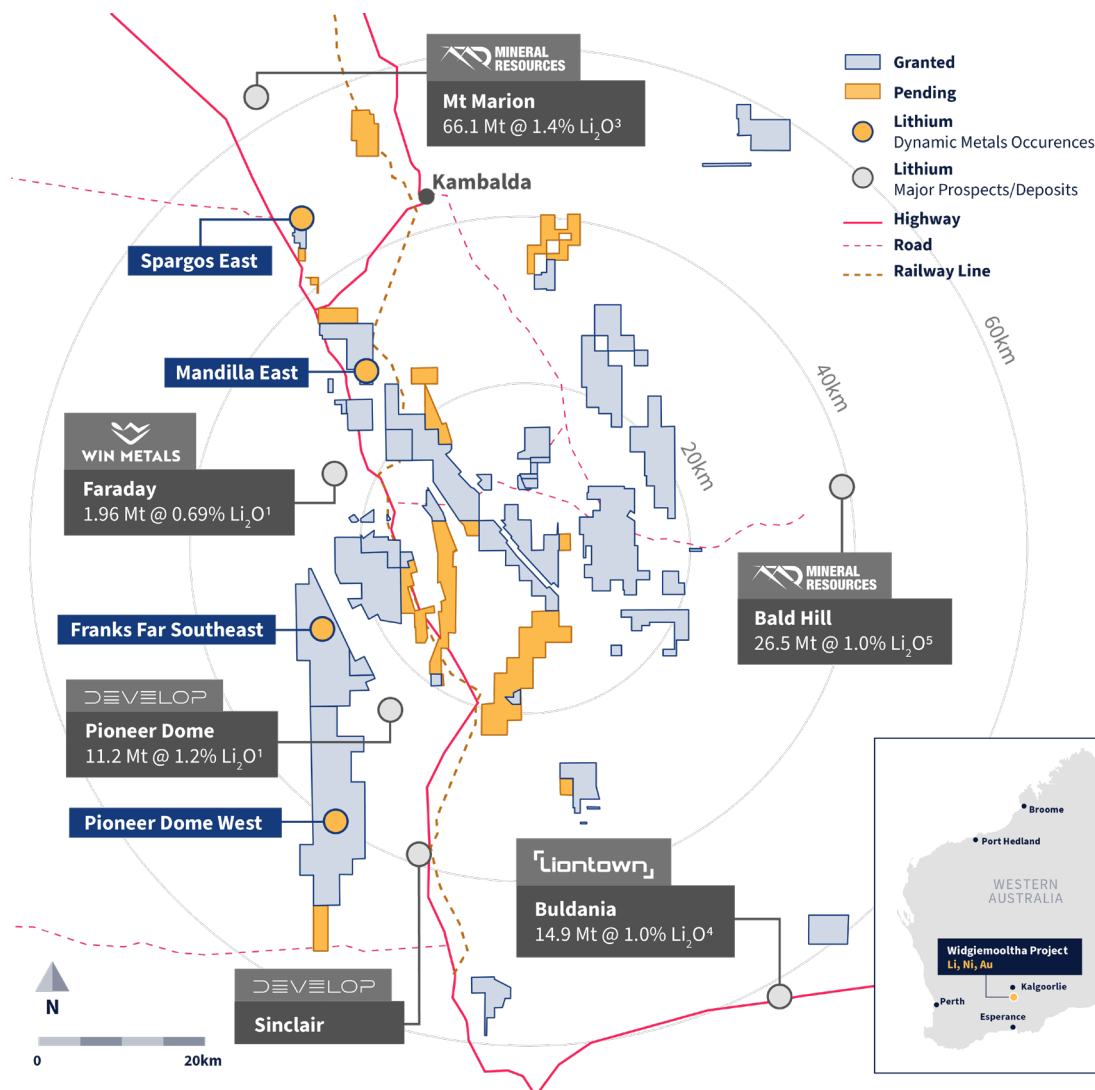 MINERAL
RESOURCES
Mt Marion
66.1 Mt @ 1.4% Li₂O³
Granted
Pending
Lithium
Dynamic Metals Occurences
Lithium
Major Prospects/Deposits
Highway
Road
Railway Line
Kambalda
Spargos East
Mandilla East
60km
40km
20km
WIN METALS
Faraday
1.96 Mt @ 0.69% Li₂O¹
MINERAL
RESOURCES
Bald Hill
26.5 Mt @ 1.0% Li₂O⁵
Franks Far Southeast
DEVELOP
Pioneer Dome
11.2 Mt @ 1.2% Li₂O¹
Pioneer Dome West
Liontown
Buldania
14.9 Mt @ 1.0% Li₂O⁴
DEVELOP
Sinclair
N
0
20km
Broome
Port Hedland
WESTERN
AUSTRALIA
Widgiemooltha Project
Li, Ni, Au
Kalgoorlie
Perth
Esperance